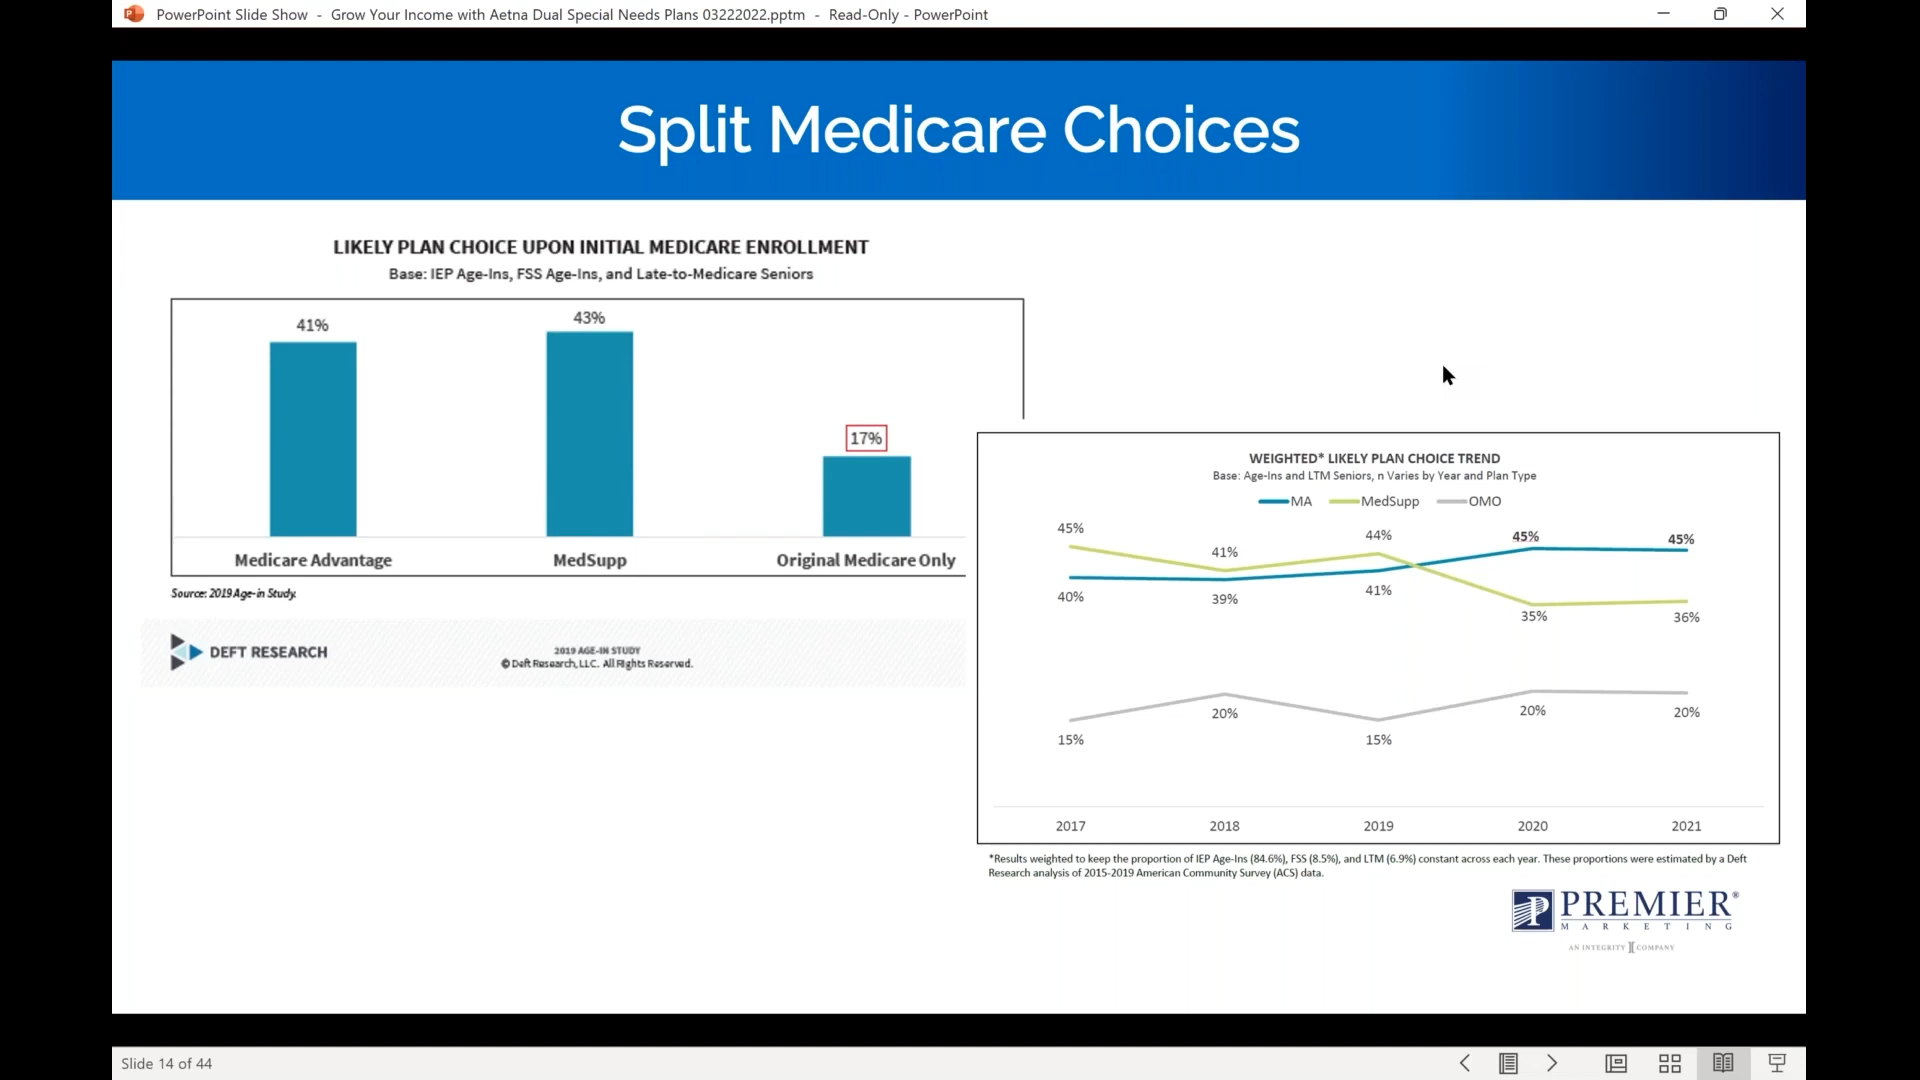 PowerPoint Slide Show - Grow Your Income with Aetna Dual Special Needs Plans 03222022.pptm - Read-Only - PowerPoint
Split Medicare Choices
LIKELY PLAN CHOICE UPON INITIAL MEDICARE ENROLLMENT
Base: IEP Age-Ins, FSS Age-Ins, and Late-to-Medicare Seniors
41%
43%
17%
Medicare Advantage
MedSupp
Original Medicare Only
Source: 2019 Age-in Study.
DEFT RESEARCH
2019 AGE-IN STUDY
© Deft Research, LLC. All Rights Reserved.
WEIGHTED* LIKELY PLAN CHOICE TREND
Base: Age-Ins and LTM Seniors, n Varies by Year and Plan Type
MA MedSupp OMO
45% 41% 44% 45% 45%
40% 39% 41% 35% 36%
15% 20% 15% 20% 20%
2017 2018 2019 2020 2021
*Results weighted to keep the proportion of IEP Age-Ins (84.6%), FSS (8.5%), and LTM (6.9%) constant across each year. These proportions were estimated by a Deft
Research analysis of 2015-2019 American Community Survey (ACS) data.
PREMIER®
MARKETING
AN INTEGRITY COMPANY
Slide 14 of 44